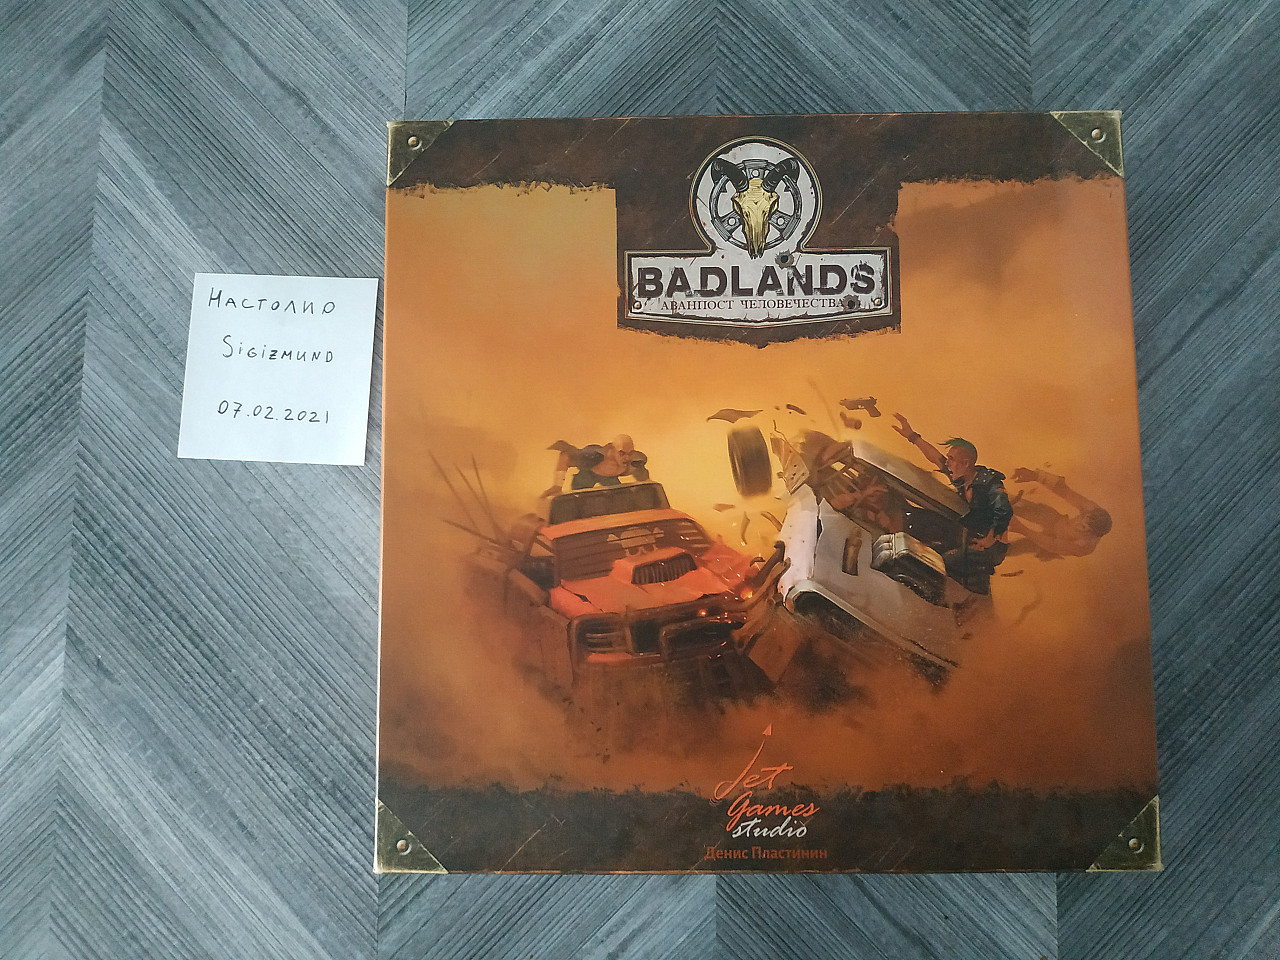 Настолио
Sigizmund
07.02.2021
BADLANDS
АВАНПОСТ ЧЕЛОВЕЧЕСТВА
Jet
Games
studio
Денис Пластинин